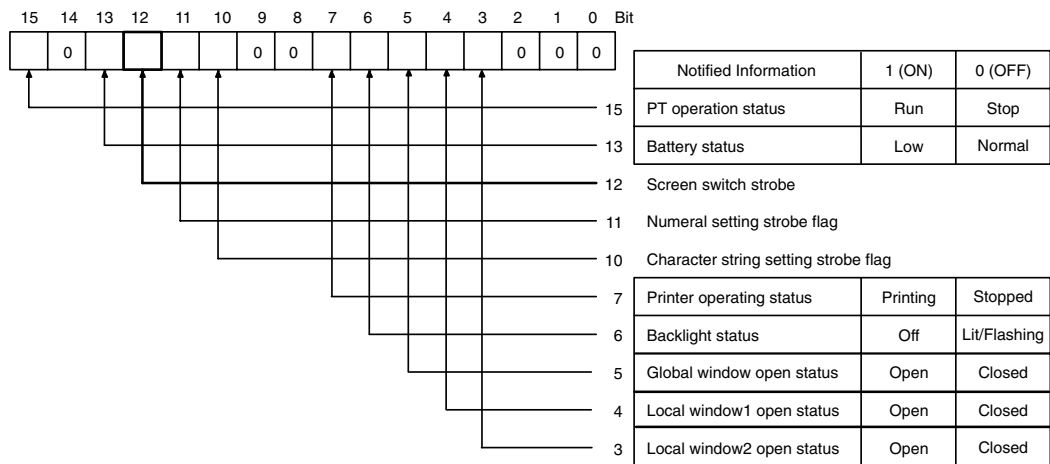 15 14 13 12 11 10 9 8 7 6 5 4 3 2 1 0 Bit
0 0 0 0 0 0
Notified Information 1 (ON) 0 (OFF)
15 PT operation status Run Stop
13 Battery status Low Normal
12 Screen switch strobe
11 Numeral setting strobe flag
10 Character string setting strobe flag
7 Printer operating status Printing Stopped
6 Backlight status Off Lit/Flashing
5 Global window open status Open Closed
4 Local window1 open status Open Closed
3 Local window2 open status Open Closed